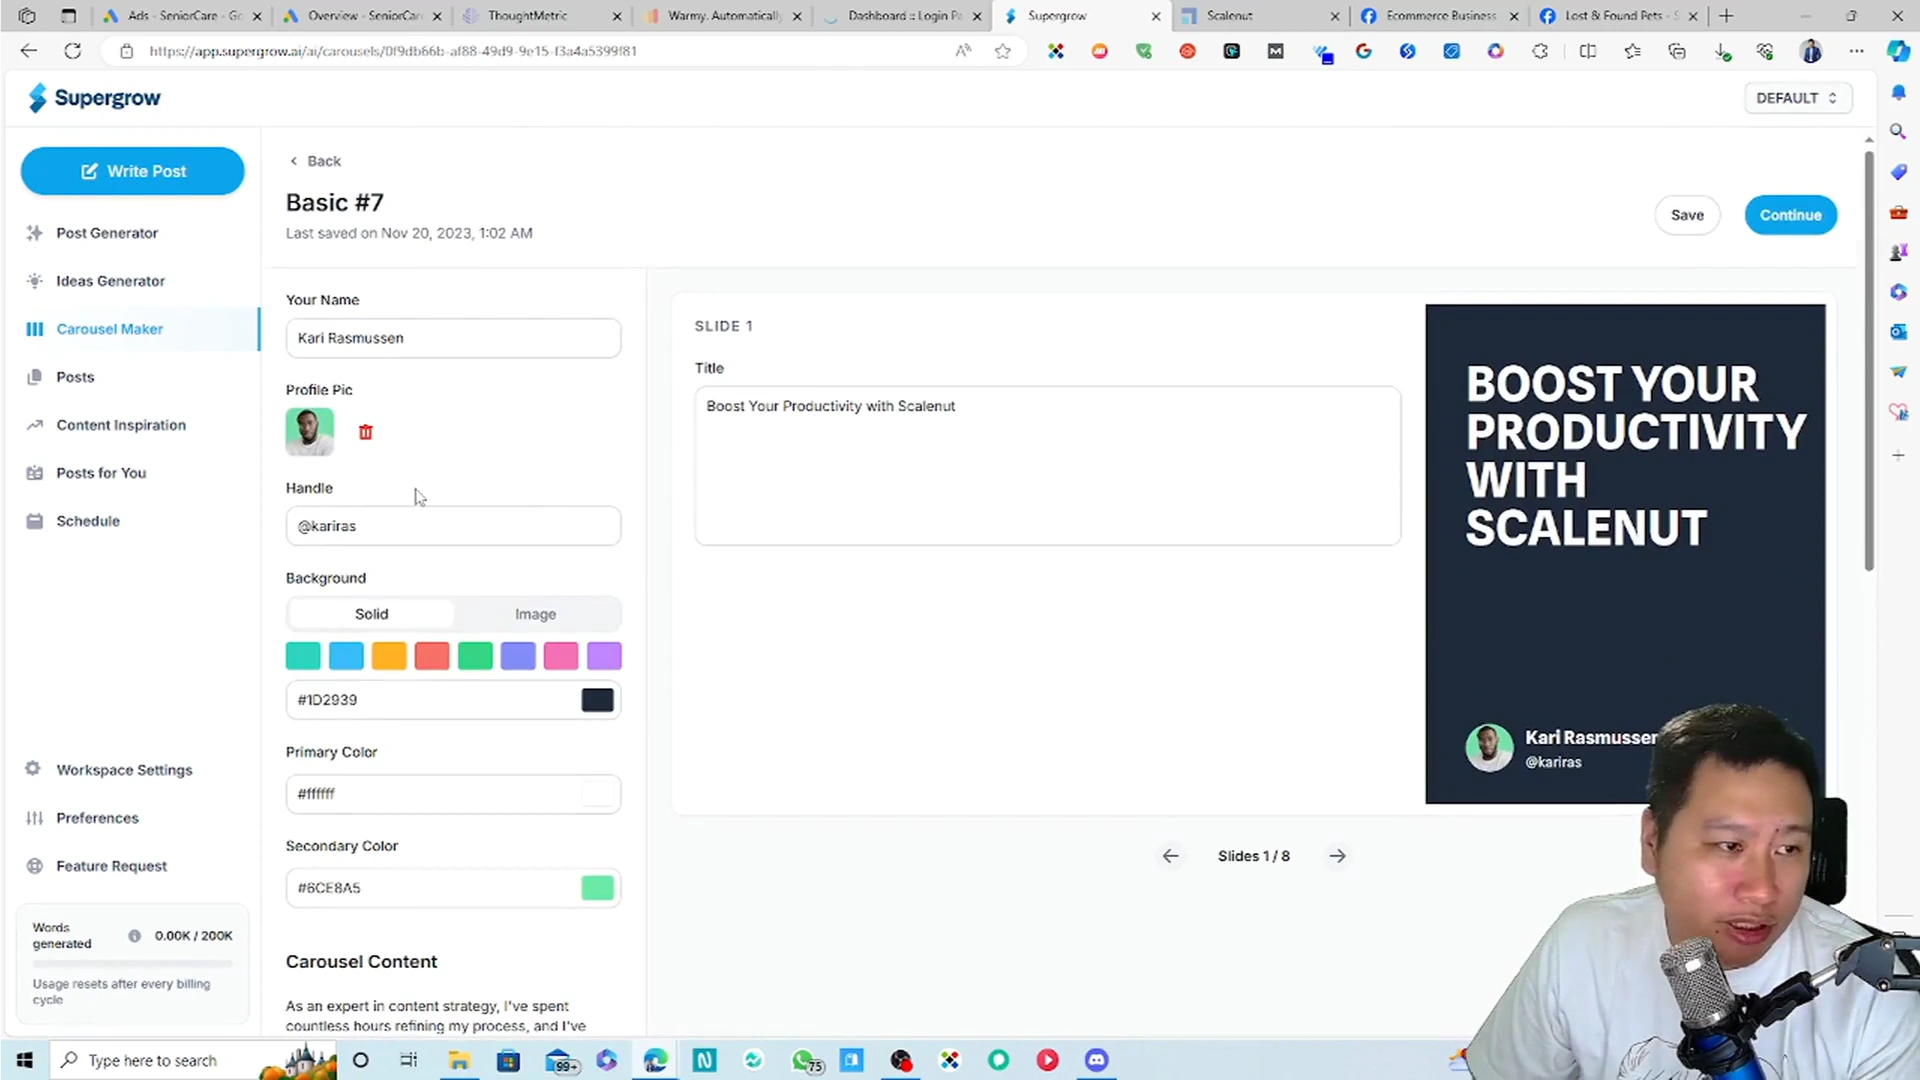 Ads - SeniorCare - Go
Overview - SeniorCar
ThoughtMetric
Warmy. Automatically
Dashboard :: Login Pa
Supergrow
Scalenut
Ecommerce Business
Lost & Found Pets - S
https://app.supergrow.ai/ai/carousels/0f9db66b-af88-49d9-9e15-f3a4a5399f81
Supergrow
DEFAULT
Write Post
Post Generator
Ideas Generator
Carousel Maker
Posts
Content Inspiration
Posts for You
Schedule
Workspace Settings
Preferences
Feature Request
Words generated
0.00K / 200K
Usage resets after every billing
cycle
Back
Basic #7
Last saved on Nov 20, 2023, 1:02 AM
Save
Continue
Your Name
Kari Rasmussen
Profile Pic
Handle
@kariras
Background
Solid
Image
#1D2939
Primary Color
#ffffff
Secondary Color
#6CE8A5
Carousel Content
As an expert in content strategy, I've spent
countless hours refining my process, and I've
SLIDE 1
Title
Boost Your Productivity with Scalenut
BOOST YOUR
PRODUCTIVITY
WITH
SCALENUT
Kari Rasmussen
@kariras
Slides 1 / 8
Type here to search
99+
75